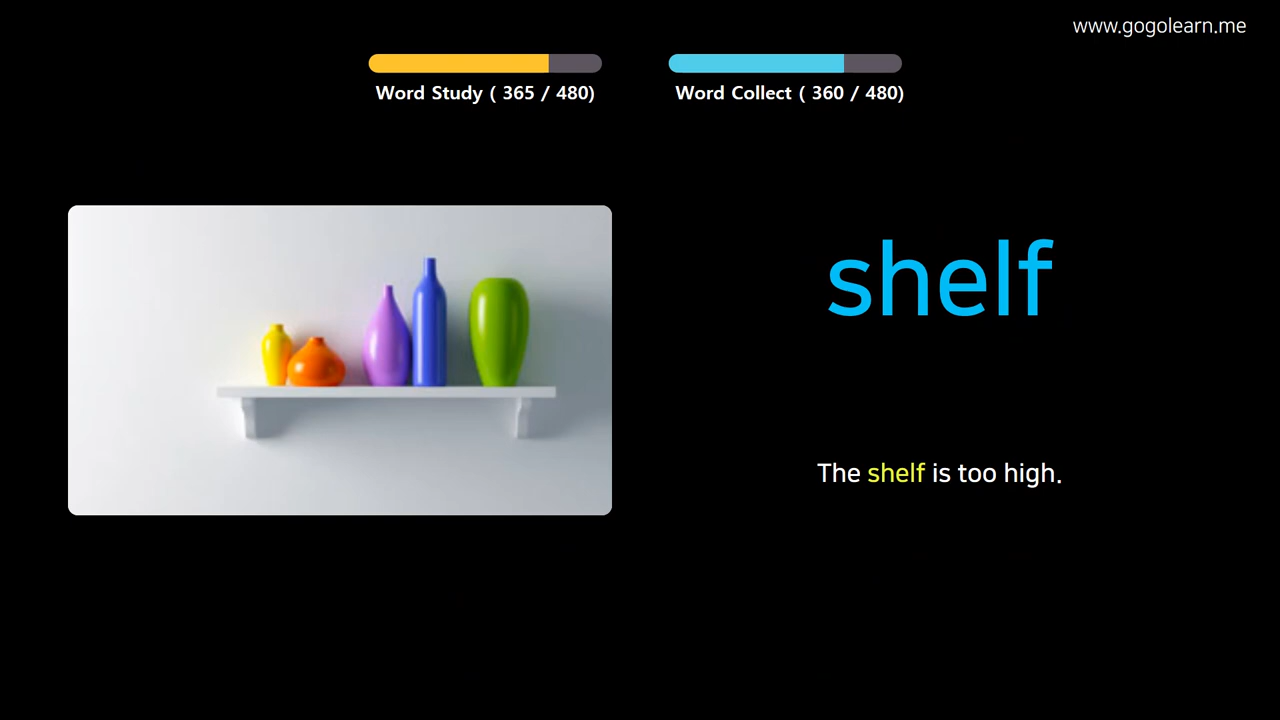 www.gogolearn.me
Word Study ( 365 / 480)
Word Collect ( 360 / 480)
shelf
The shelf is too high.